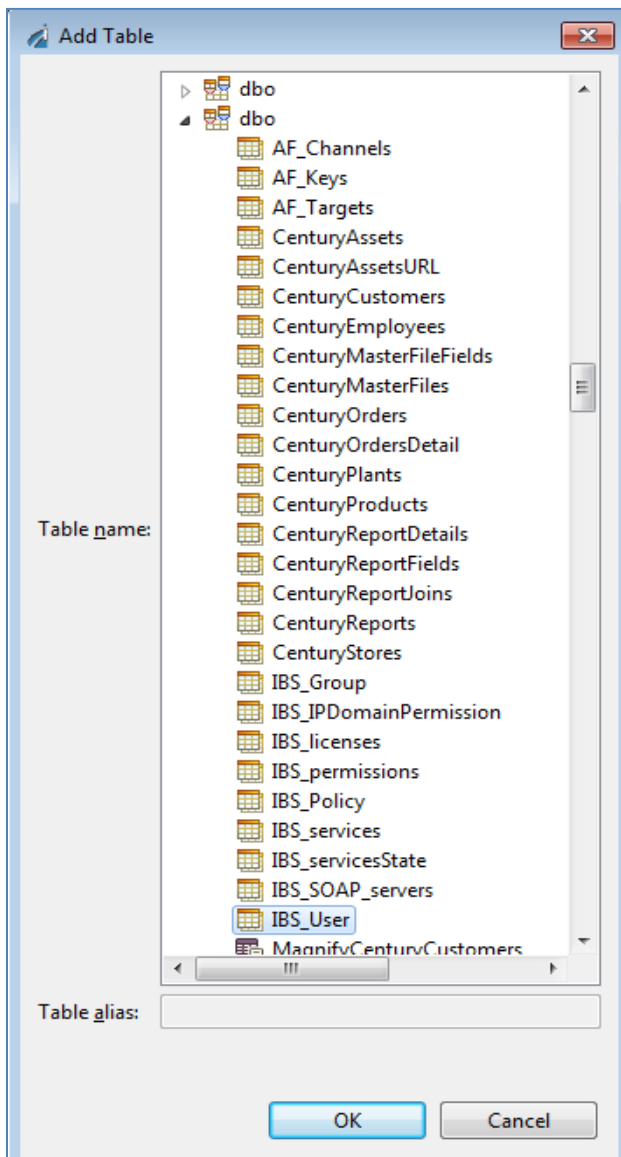 Add Table
dbo
dbo
AF_Channels
AF_Keys
AF_Targets
CenturyAssets
CenturyAssetsURL
CenturyCustomers
CenturyEmployees
CenturyMasterFileFields
CenturyMasterFiles
CenturyOrders
CenturyOrdersDetail
CenturyPlants
CenturyProducts
Table name:
CenturyReportDetails
CenturyReportFields
CenturyReportJoins
CenturyReports
CenturyStores
IBS_Group
IBS_IPDomainPermission
IBS_licenses
IBS_permissions
IBS_Policy
IBS_services
IBS_servicesState
IBS_SOAP_servers
IBS_User
MagnifyCenturyCustomers
Table alias:
OK Cancel